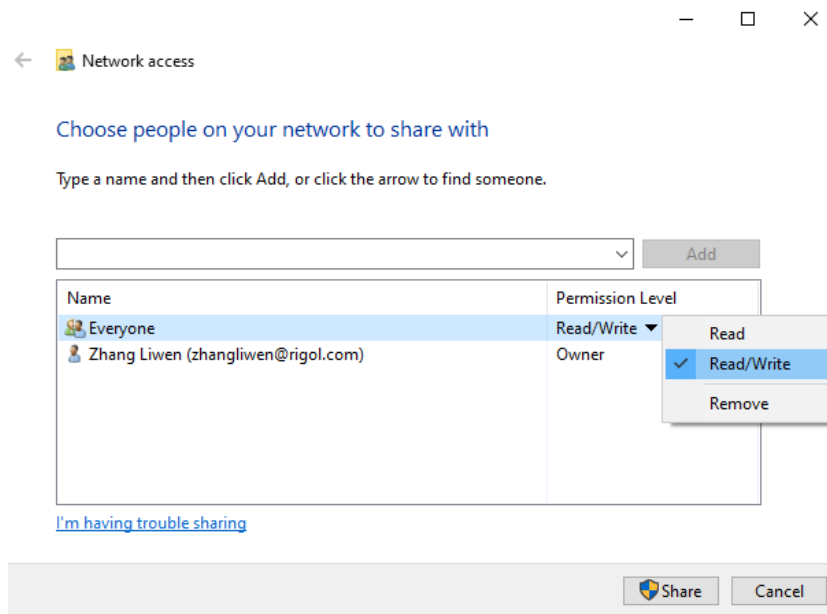 Network access
Choose people on your network to share with
Type a name and then click Add, or click the arrow to find someone.
Add
Name Permission Level
Everyone Read/Write
Zhang Liwen (zhangliwen@rigol.com) Owner
Read
Read/Write
Remove
I'm having trouble sharing
Share Cancel